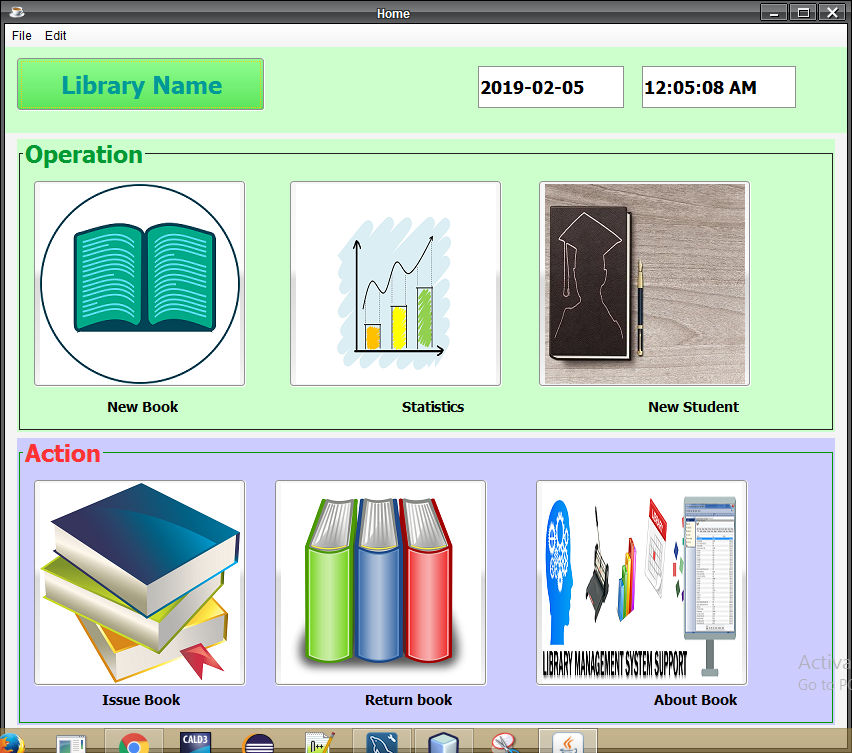 Home
File Edit
Library Name
2019-02-05
12:05:08 AM
Operation
New Book
Statistics
New Student
Action
LIBRARY MANAGEMENT SYSTEM SUPPORT
Issue Book
Return book
About Book
Activa
Go to PC
CALD3